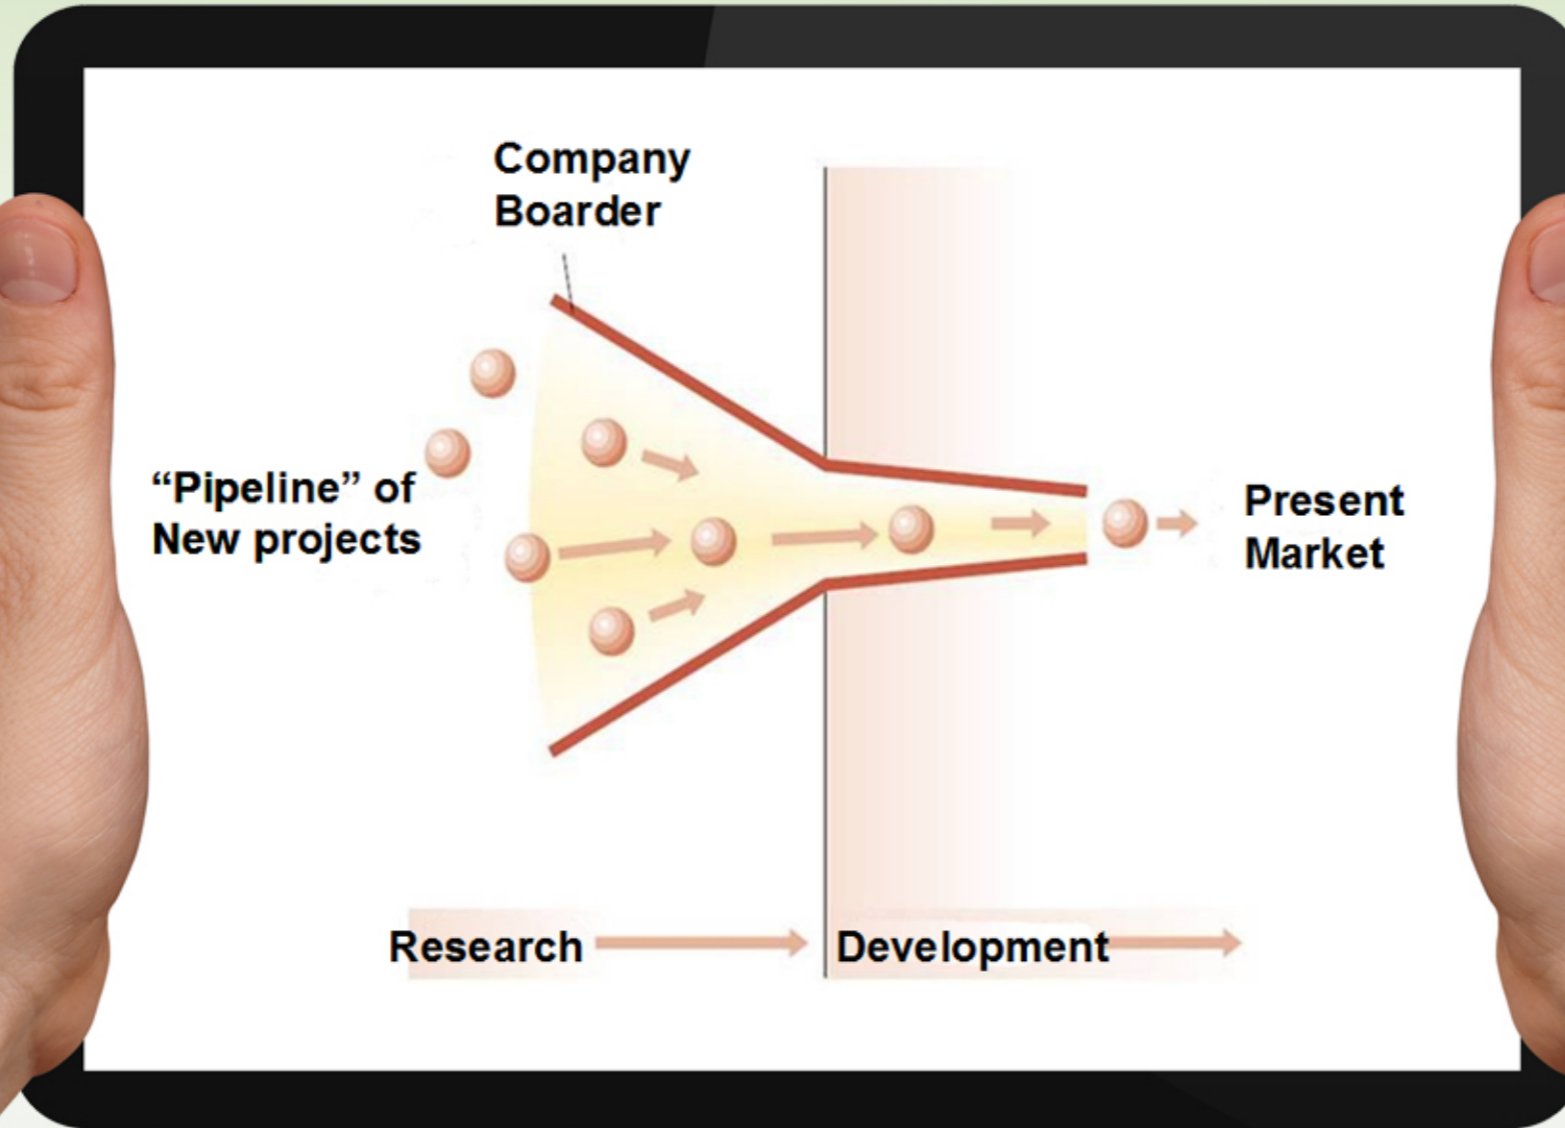 Company
Boarder
“Pipeline” of
New projects
Present
Market
Research
Development